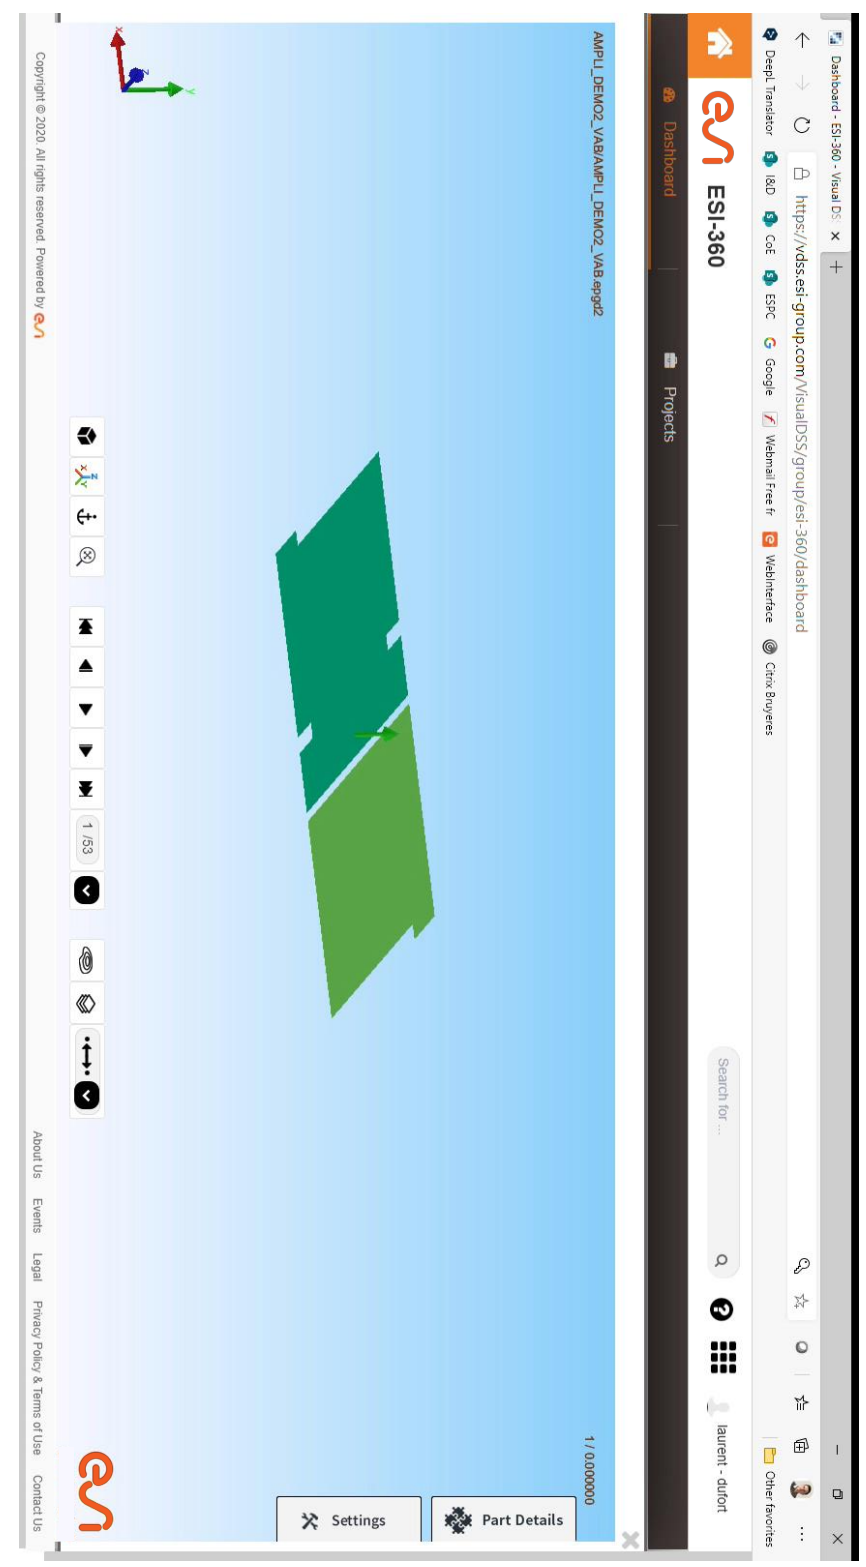 Dashboard - ESI-360 - Visual DS
https://vdss.esi-group.com/VisualDSS/group/esi-360/dashboard
DeepL Translator I&D CoE ESPC Google Webmail Free fr WebInterface Citrix Bruyeres Other favorites
esi ESI-360 Search for ... laurent - dufort
Dashboard Projects
AMPLI_DEMO2_VAB/AMPLI_DEMO2_VAB.epgd2
1 / 0.000000
Part Details
Settings
X Z Y
1 /53
esi
Copyright © 2020. All rights reserved. Powered by esi About Us Events Legal Privacy Policy & Terms of Use Contact Us